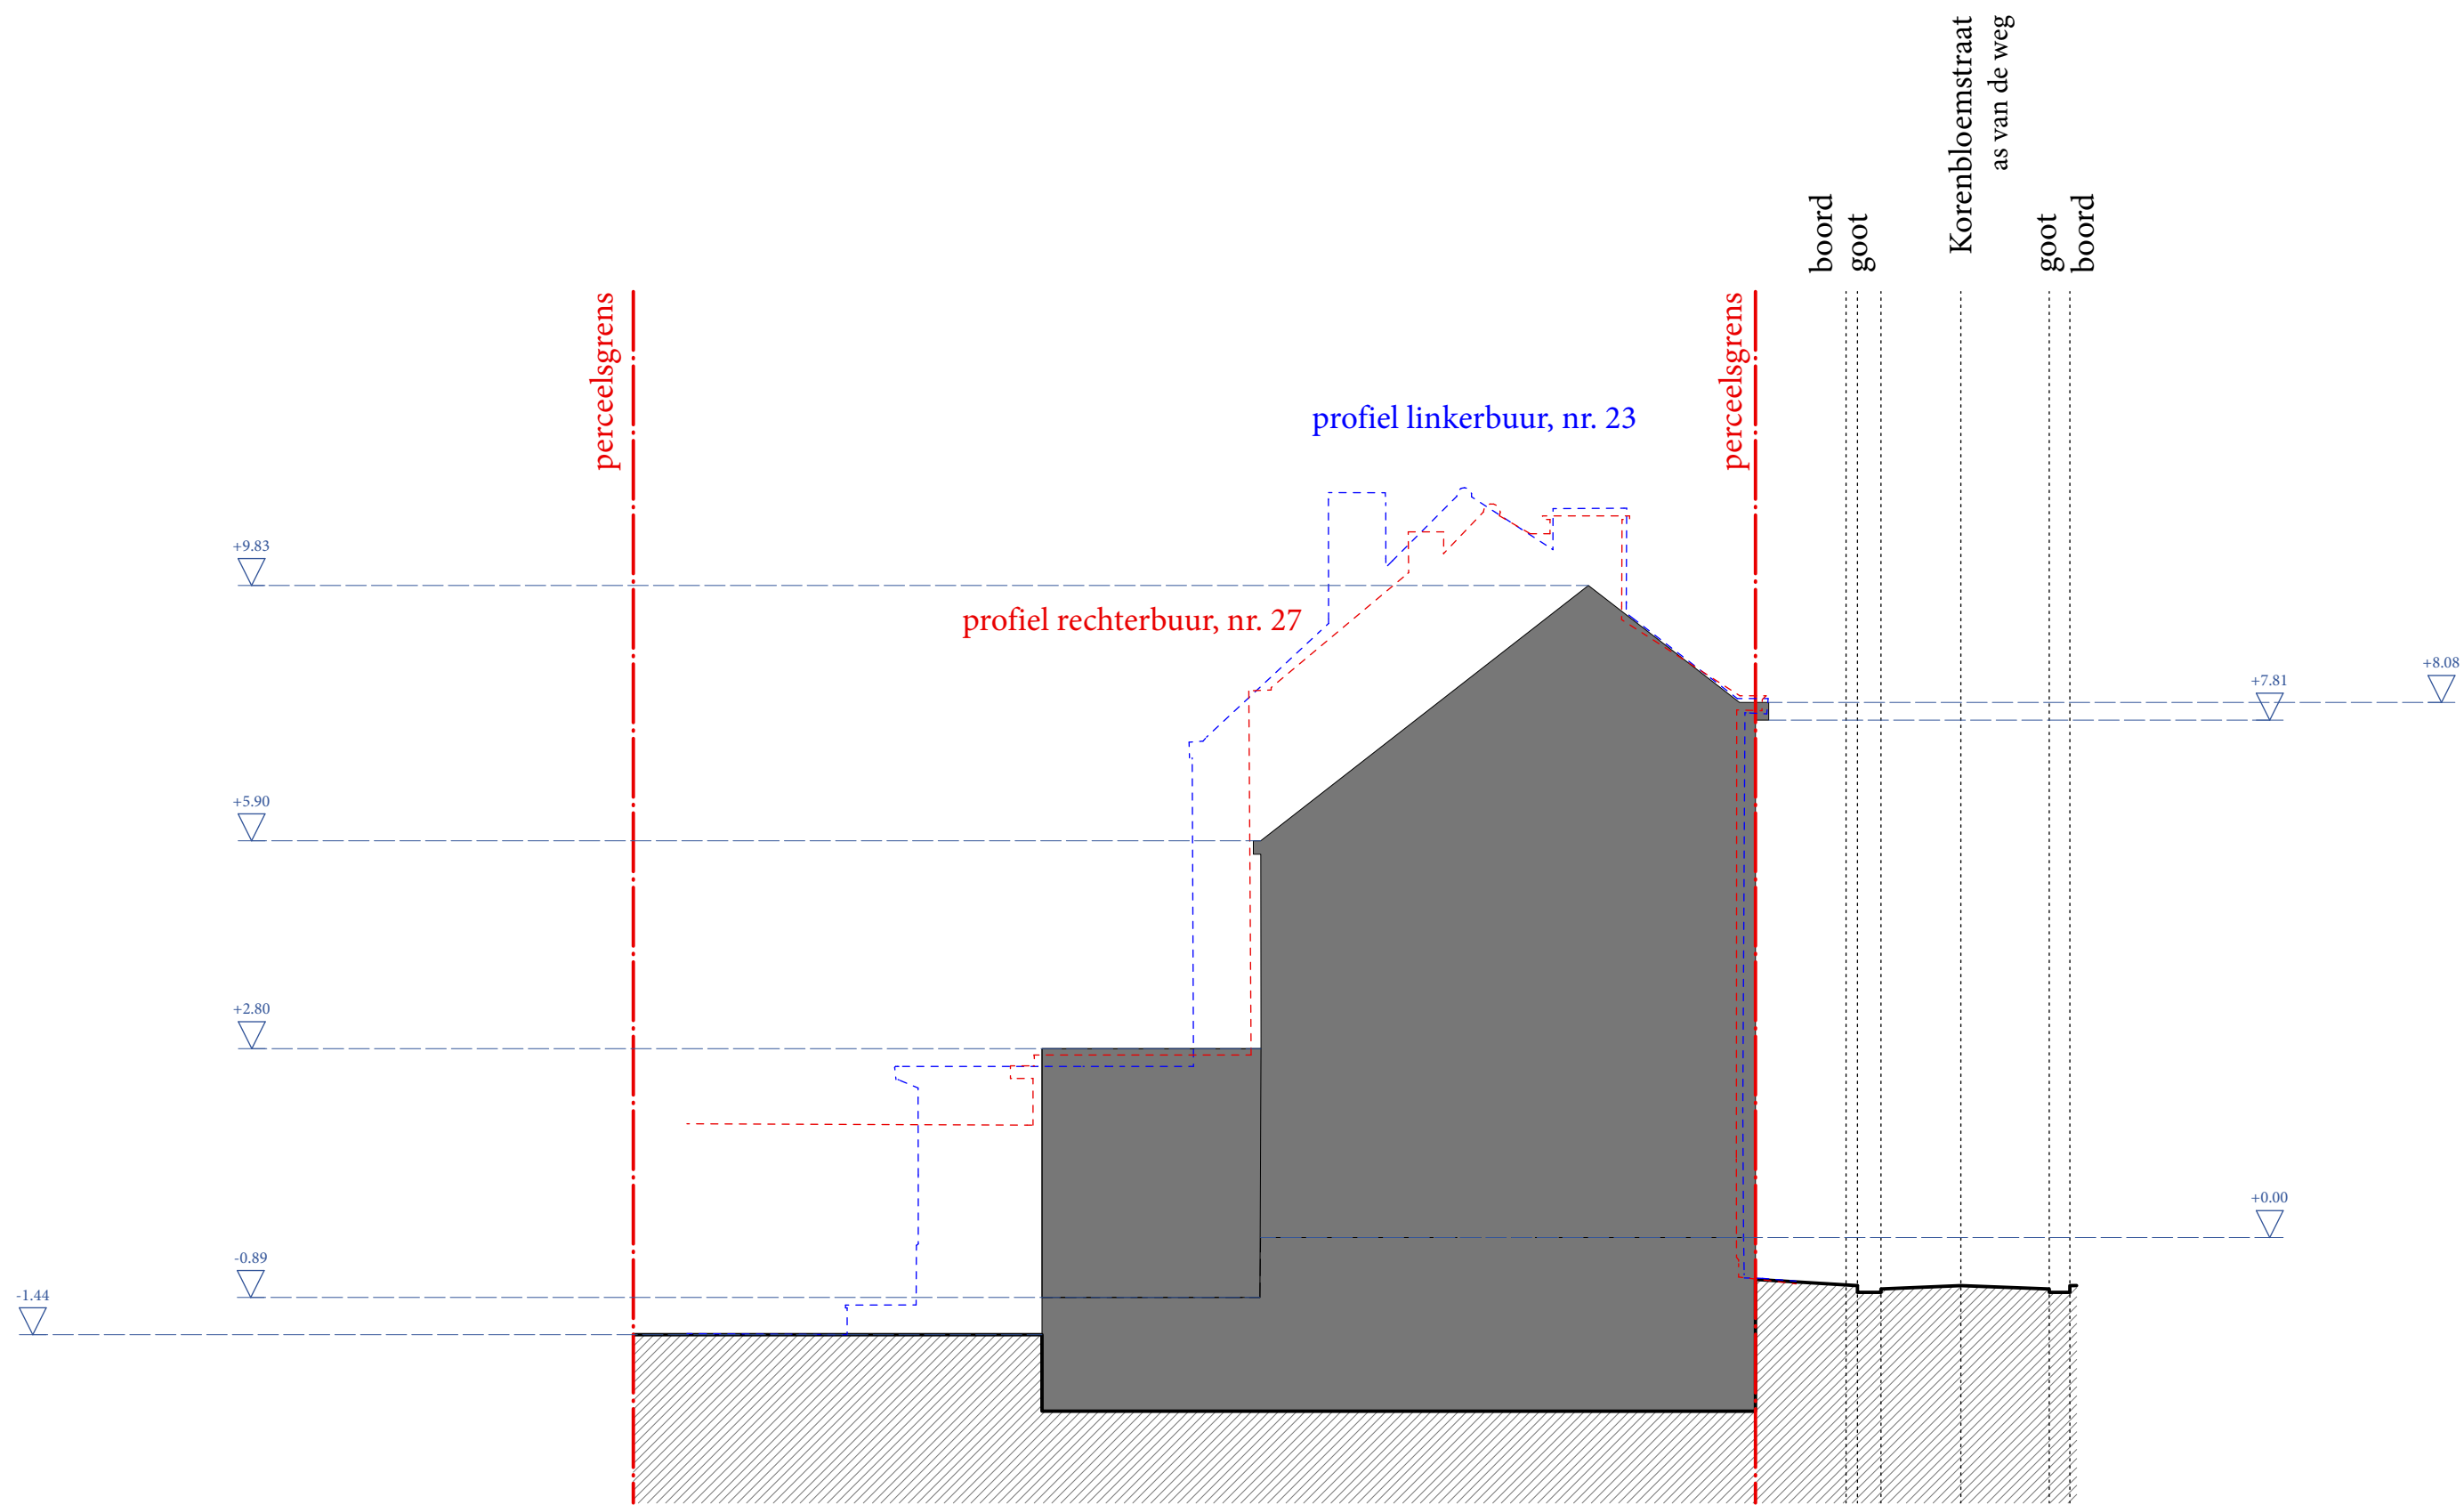 Korenbloemstraat
as van de weg
boord
goot
goot
boord
perceelsgrens
perceelsgrens
profiel linkerbuur, nr. 23
+9.83
profiel rechterbuur, nr. 27
+8.08
+7.81
+5.90
+2.80
+0.00
-0.89
-1.44